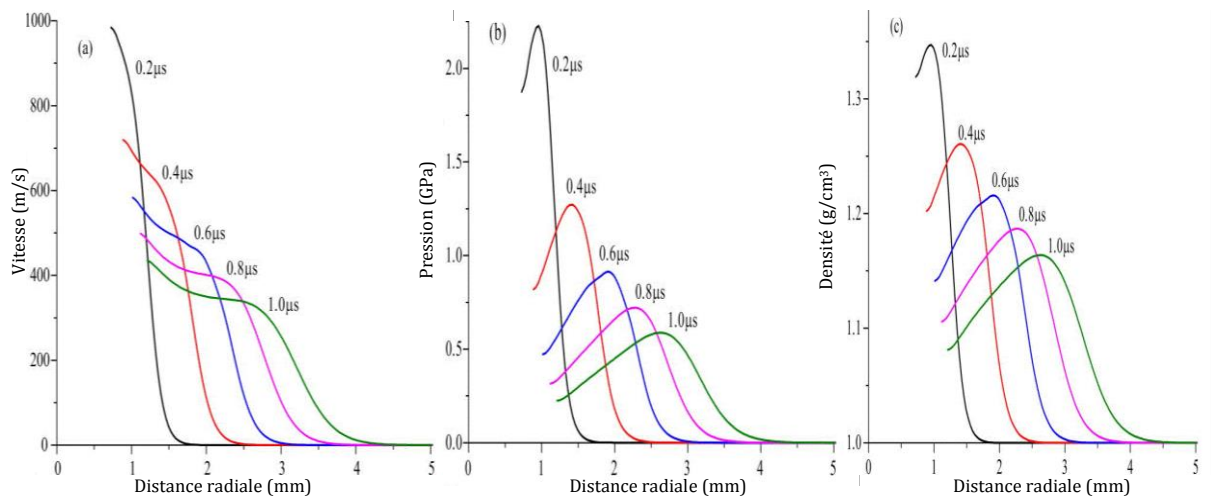 (a)
0.2µs
0.4µs
0.6µs
0.8µs
1.0µs
Vitesse (m/s)
1000
800
600
400
200
0
0 1 2 3 4 5
Distance radiale (mm)
(b)
0.2µs
0.4µs
0.6µs
0.8µs
1.0µs
Pression (GPa)
2.0
1.5
1.0
0.5
0.0
0 1 2 3 4 5
Distance radiale (mm)
(c)
0.2µs
0.4µs
0.6µs
0.8µs
1.0µs
Densité (g/cm³)
1.3
1.2
1.1
1.0
0 1 2 3 4 5
Distance radiale (mm)